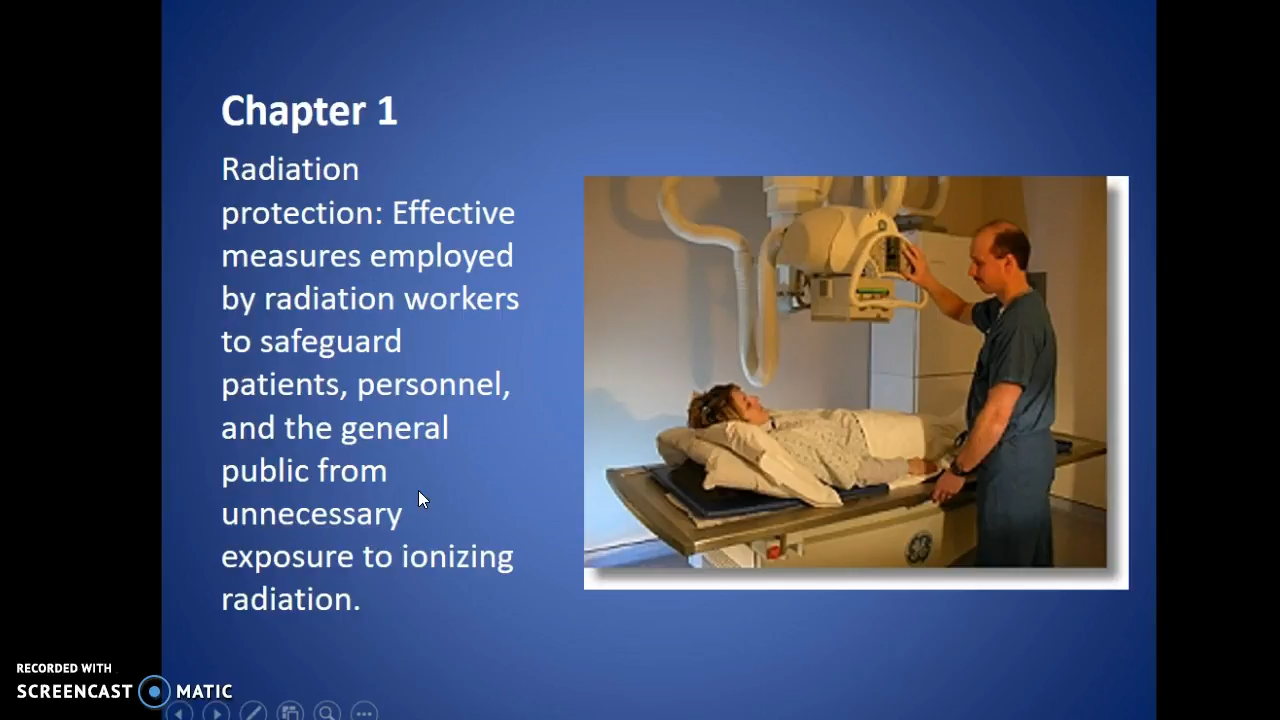 Chapter 1
Radiation
protection: Effective
measures employed
by radiation workers
to safeguard
patients, personnel,
and the general
public from
unnecessary
exposure to ionizing
radiation.
RECORDED WITH
SCREENCAST MATIC